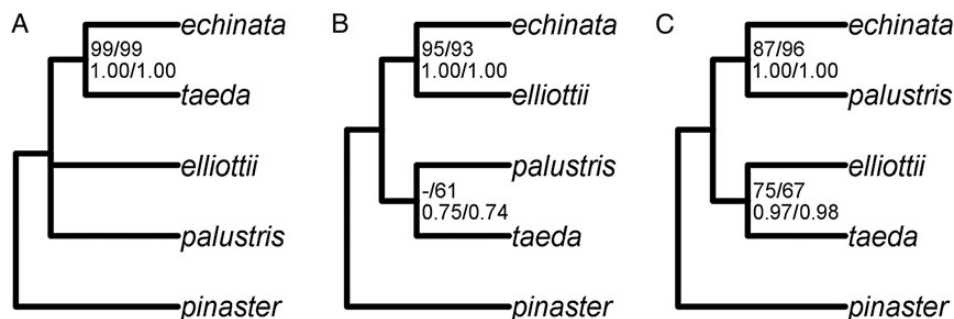 A
echinata
99/99
1.00/1.00
taeda
elliottii
palustris
pinaster
B
echinata
95/93
1.00/1.00
elliottii
palustris
-/61
0.75/0.74
taeda
pinaster
C
echinata
87/96
1.00/1.00
palustris
elliottii
75/67
0.97/0.98
taeda
pinaster